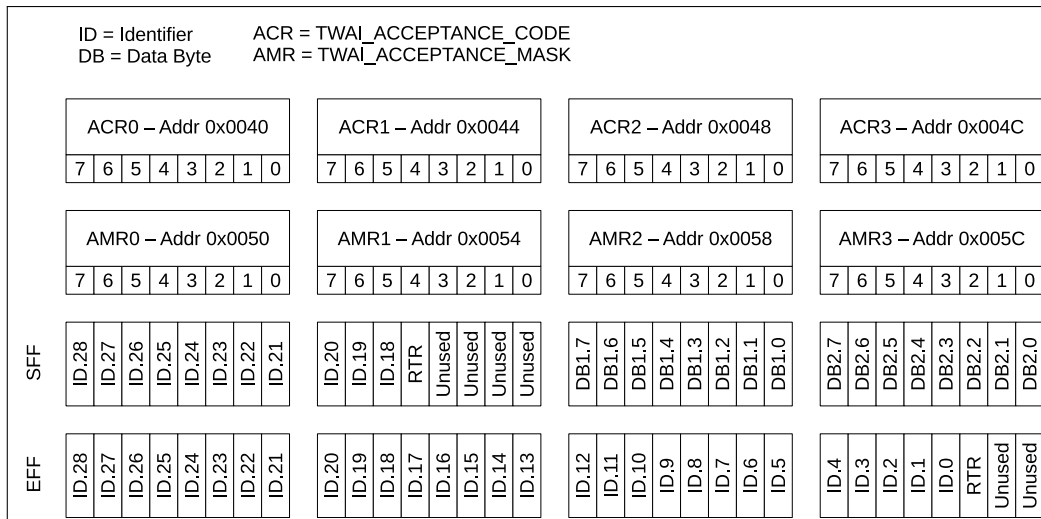 ID = Identifier ACR = TWAI_ACCEPTANCE_CODE
DB = Data Byte AMR = TWAI_ACCEPTANCE_MASK
ACR0 – Addr 0x0040 ACR1 – Addr 0x0044 ACR2 – Addr 0x0048 ACR3 – Addr 0x004C
7 6 5 4 3 2 1 0 7 6 5 4 3 2 1 0 7 6 5 4 3 2 1 0 7 6 5 4 3 2 1 0
AMR0 – Addr 0x0050 AMR1 – Addr 0x0054 AMR2 – Addr 0x0058 AMR3 – Addr 0x005C
7 6 5 4 3 2 1 0 7 6 5 4 3 2 1 0 7 6 5 4 3 2 1 0 7 6 5 4 3 2 1 0
SFF ID.28 ID.27 ID.26 ID.25 ID.24 ID.23 ID.22 ID.21 ID.20 ID.19 ID.18 RTR Unused Unused Unused Unused DB1.7 DB1.6 DB1.5 DB1.4 DB1.3 DB1.2 DB1.1 DB1.0 DB2.7 DB2.6 DB2.5 DB2.4 DB2.3 DB2.2 DB2.1 DB2.0
EFF ID.28 ID.27 ID.26 ID.25 ID.24 ID.23 ID.22 ID.21 ID.20 ID.19 ID.18 ID.17 ID.16 ID.15 ID.14 ID.13 ID.12 ID.11 ID.10 ID.9 ID.8 ID.7 ID.6 ID.5 ID.4 ID.3 ID.2 ID.1 ID.0 RTR Unused Unused